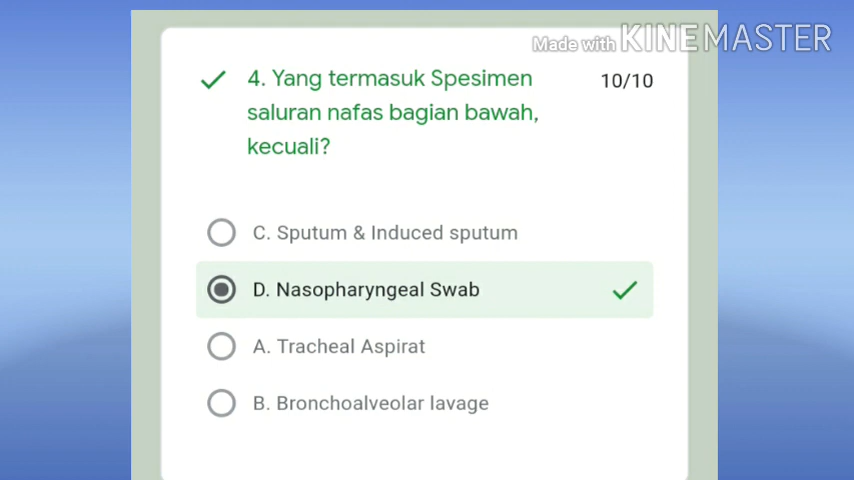 Made with KINEMASTER
4. Yang termasuk Spesimen 10/10
saluran nafas bagian bawah,
kecuali?
C. Sputum & Induced sputum
D. Nasopharyngeal Swab
A. Tracheal Aspirat
B. Bronchoalveolar lavage